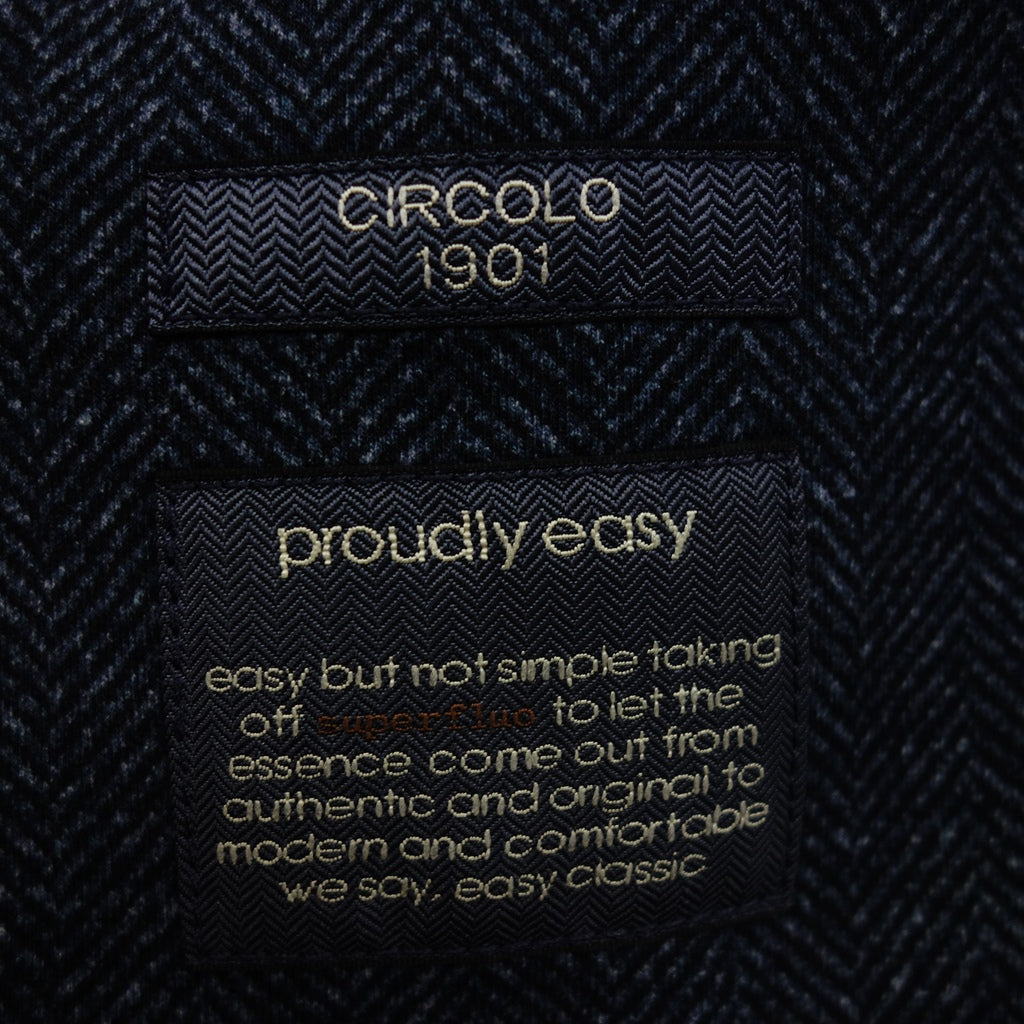 CIRCOLO
1901
proudly easy
easy but not simple taking
off superfluo to let the
essence come out from
authentic and original to
modern and comfortable
we say, easy classic